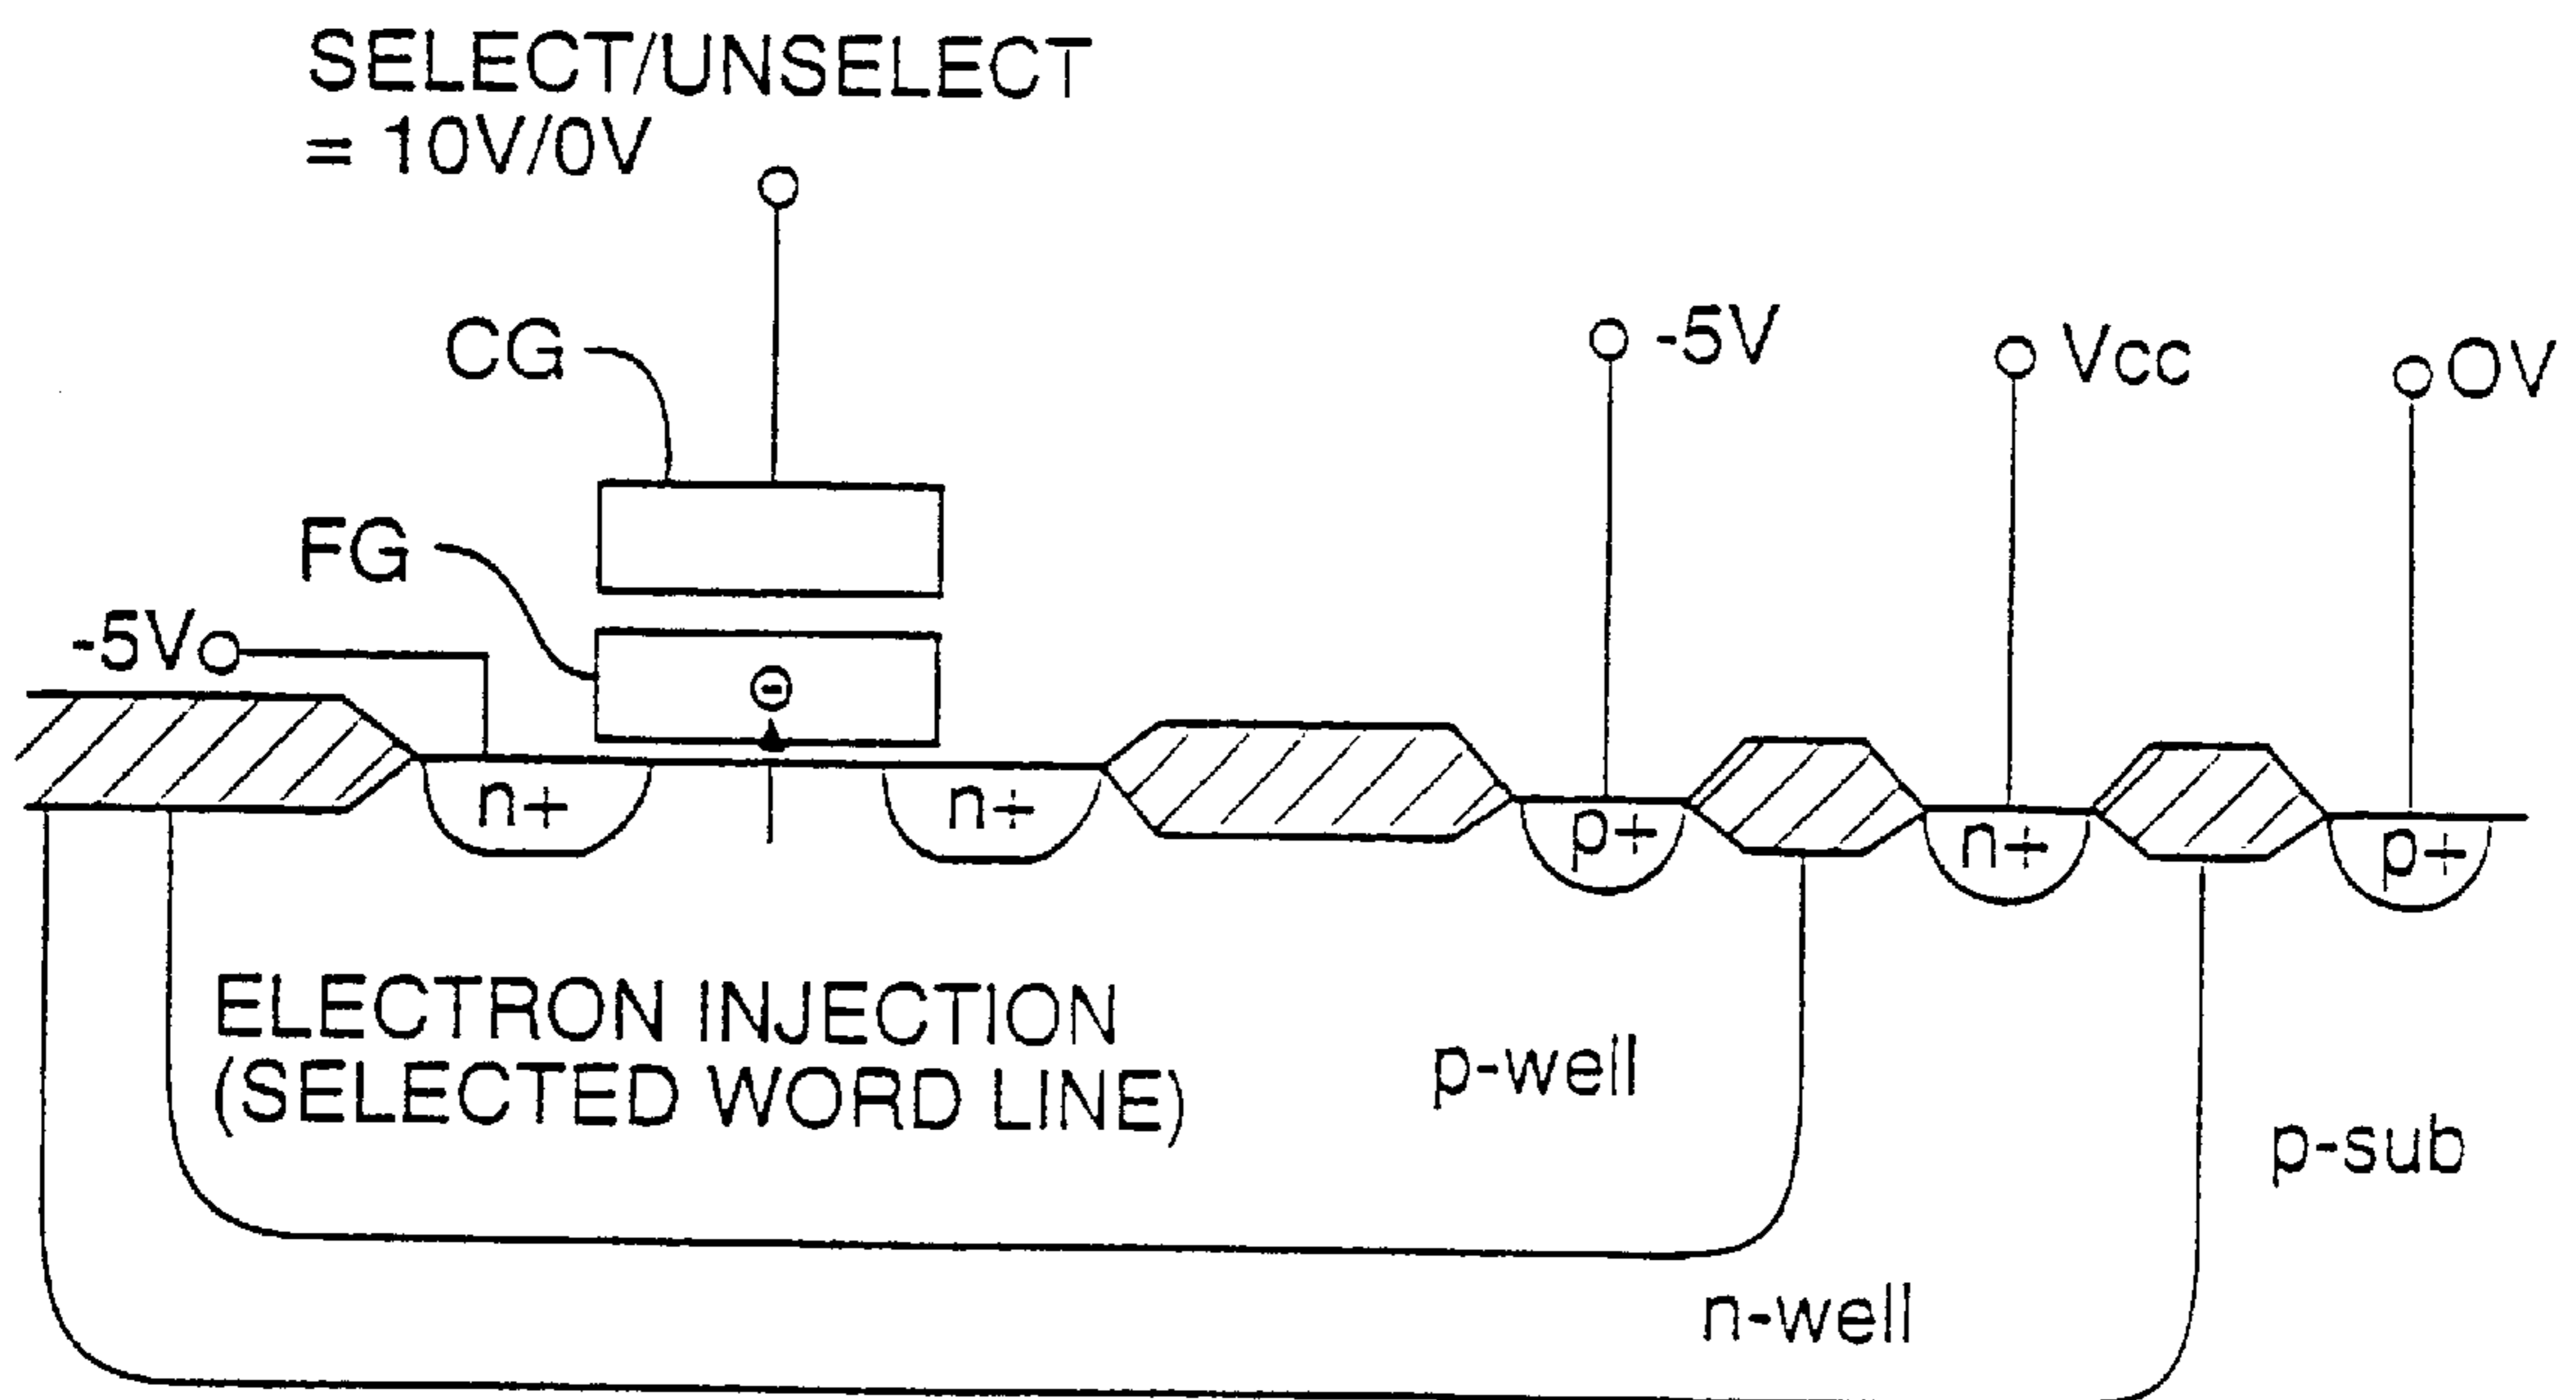 SELECT/UNSELECT
= 10V/0V
CG
-5V
Vcc
0V
FG
-5V
⊖
n+
n+
p+
n+
p+
ELECTRON INJECTION
(SELECTED WORD LINE)
p-well
p-sub
n-well